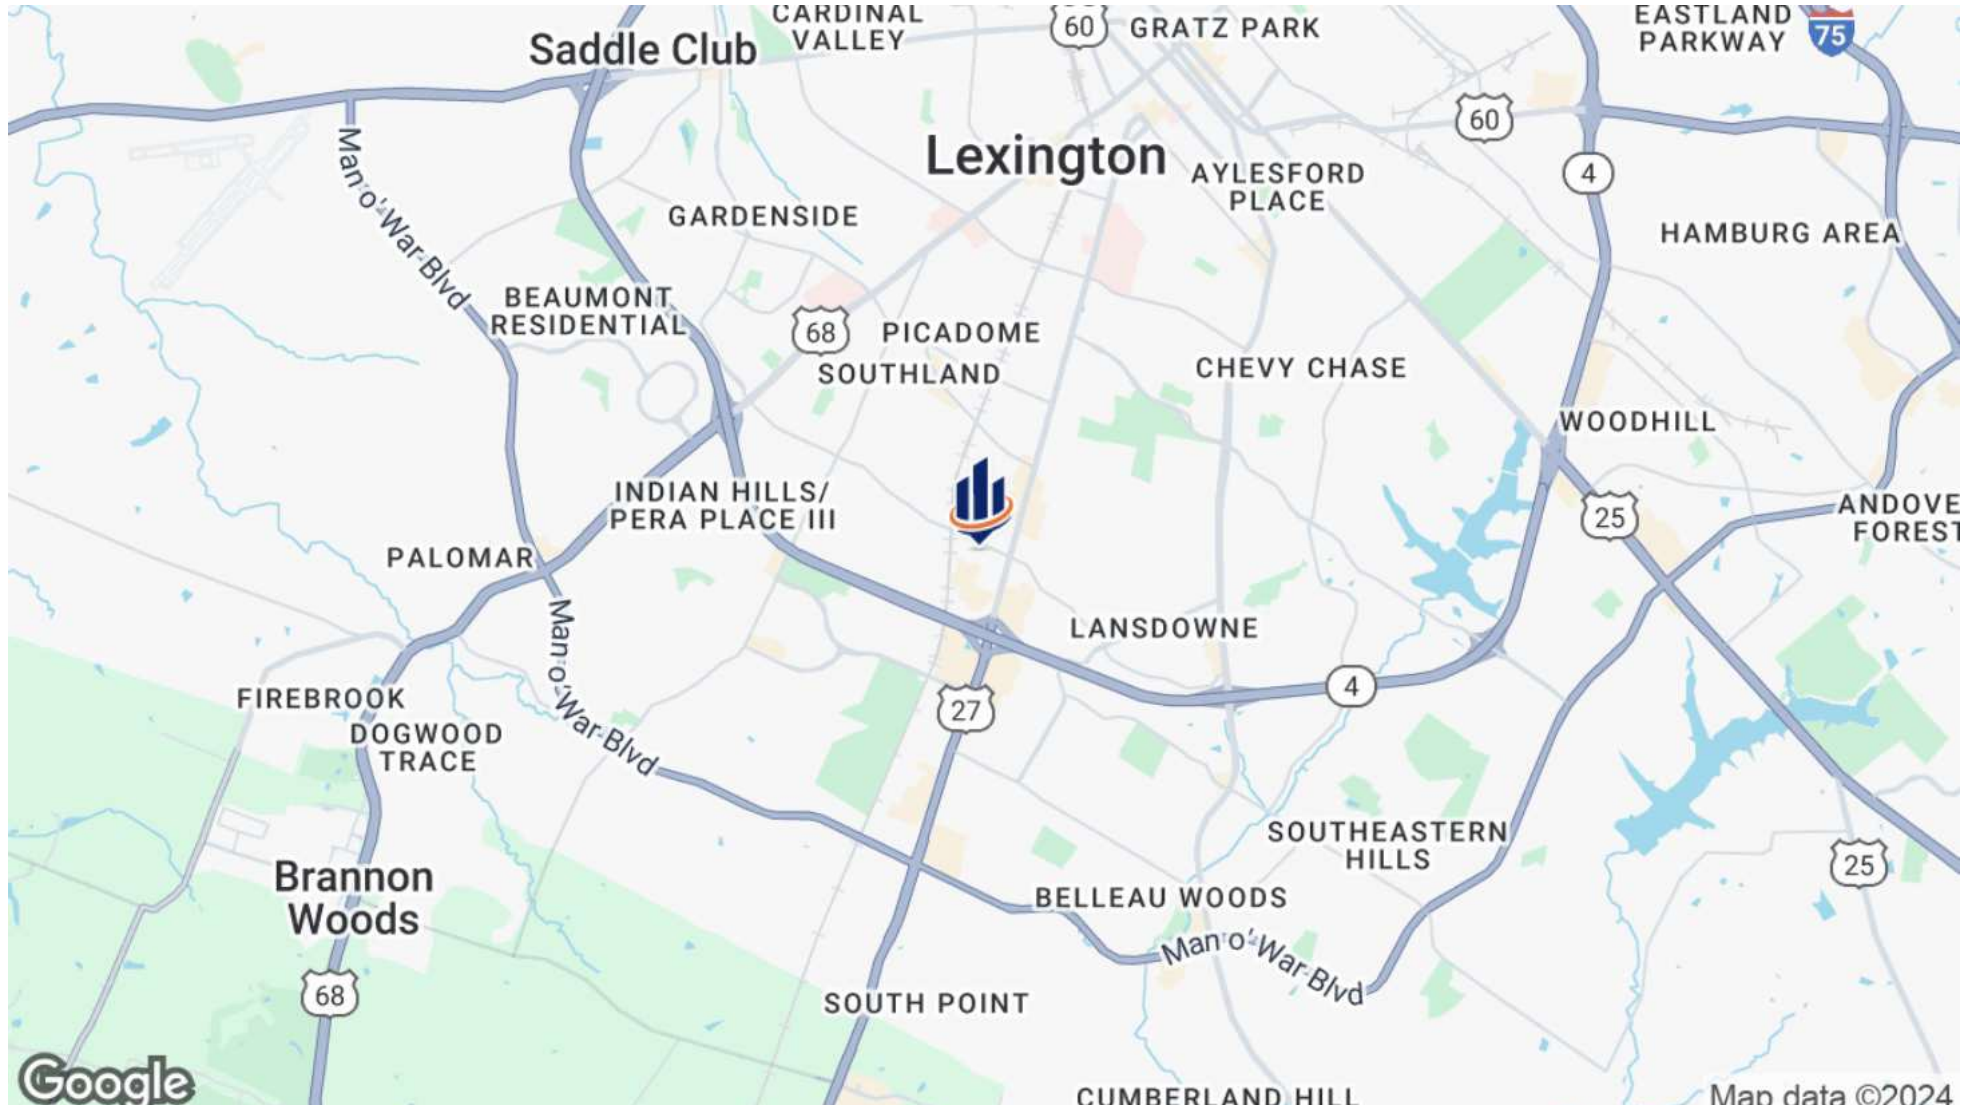 CARDINAL
VALLEY
60
GRATZ PARK
EASTLAND
PARKWAY
75
Saddle Club
60
Lexington
4
AYLESFORD
PLACE
Man o' War Blvd
GARDENSIDE
HAMBURG AREA
BEAUMONT
RESIDENTIAL
68
PICADOME
SOUTHLAND
CHEVY CHASE
WOODHILL
INDIAN HILLS/
PERA PLACE III
25
ANDOVE
FOREST
PALOMAR
Man o' War Blvd
LANSDOWNE
4
FIREBROOK
27
DOGWOOD
TRACE
SOUTHEASTERN
HILLS
25
Brannon
Woods
BELLEAU WOODS
Man o' War Blvd
68
SOUTH POINT
Google
CUMBERLAND HILL
Map data ©2024